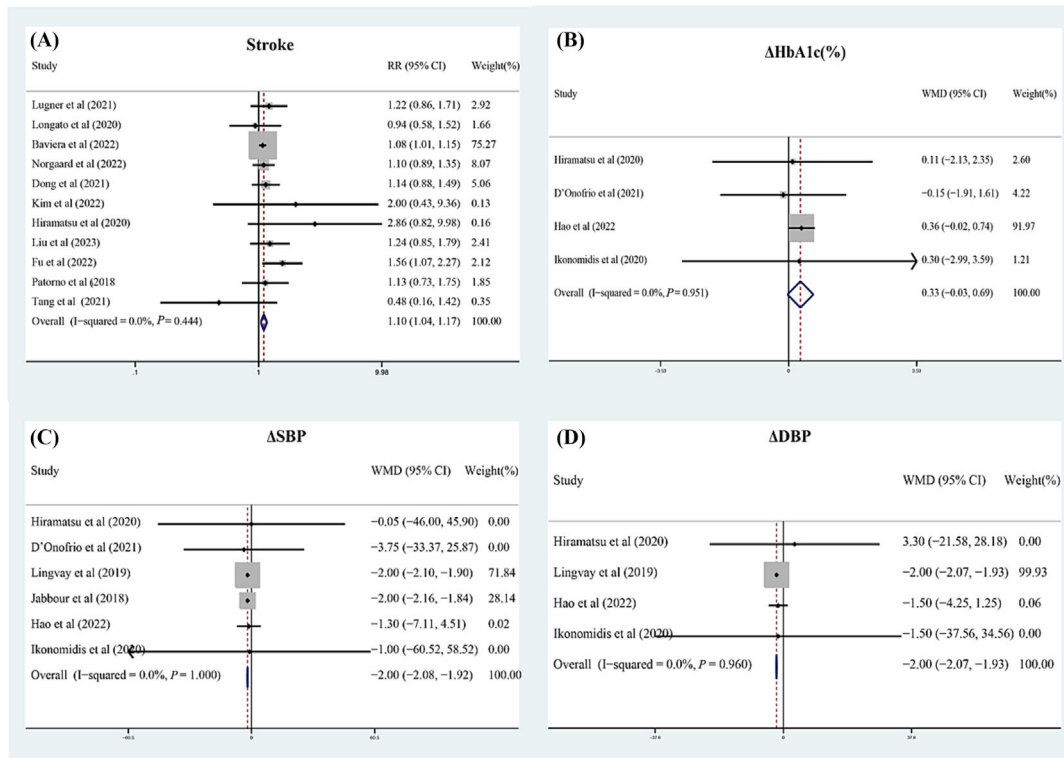 (A)
Stroke
Study RR (95% CI) Weight(%)
Lugner et al (2021) 1.22 (0.86, 1.71) 2.92
Longato et al (2020) 0.94 (0.58, 1.52) 1.66
Baviera et al (2022) 1.08 (1.01, 1.15) 75.27
Norgaard et al (2022) 1.10 (0.89, 1.35) 8.07
Dong et al (2021) 1.14 (0.88, 1.49) 5.06
Kim et al (2022) 2.00 (0.43, 9.36) 0.13
Hiramatsu et al (2020) 2.86 (0.82, 9.98) 0.16
Liu et al (2023) 1.24 (0.85, 1.79) 2.41
Fu et al (2022) 1.56 (1.07, 2.27) 2.12
Patorno et al (2018 1.13 (0.73, 1.75) 1.85
Tang et al (2021) 0.48 (0.16, 1.42) 0.35
Overall (I−squared = 0.0%, P = 0.444) 1.10 (1.04, 1.17) 100.00
.1 1 9.98
(B)
ΔHbA1c(%)
Study WMD (95% CI) Weight(%)
Hiramatsu et al (2020) 0.11 (−2.13, 2.35) 2.60
D'Onofrio et al (2021) −0.15 (−1.91, 1.61) 4.22
Hao et al (2022 0.36 (−0.02, 0.74) 91.97
Ikonomidis et al (2020) 0.30 (−2.99, 3.59) 1.21
Overall (I−squared = 0.0%, P = 0.951) 0.33 (−0.03, 0.69) 100.00
0
(C)
ΔSBP
Study WMD (95% CI) Weight(%)
Hiramatsu et al (2020) −0.05 (−46.00, 45.90) 0.00
D'Onofrio et al (2021) −3.75 (−33.37, 25.87) 0.00
Lingvay et al (2019) −2.00 (−2.10, −1.90) 71.84
Jabbour et al (2018) −2.00 (−2.16, −1.84) 28.14
Hao et al (2022) −1.30 (−7.11, 4.51) 0.02
Ikonomidis et al (2020) −1.00 (−60.52, 58.52) 0.00
Overall (I−squared = 0.0%, P = 1.000) −2.00 (−2.08, −1.92) 100.00
−60.5 0 60.5
(D)
ΔDBP
Study WMD (95% CI) Weight(%)
Hiramatsu et al (2020) 3.30 (−21.58, 28.18) 0.00
Lingvay et al (2019) −2.00 (−2.07, −1.93) 99.93
Hao et al (2022) −1.50 (−4.25, 1.25) 0.06
Ikonomidis et al (2020) −1.50 (−37.56, 34.56) 0.00
Overall (I−squared = 0.0%, P = 0.960) −2.00 (−2.07, −1.93) 100.00
−37.6 0 37.6